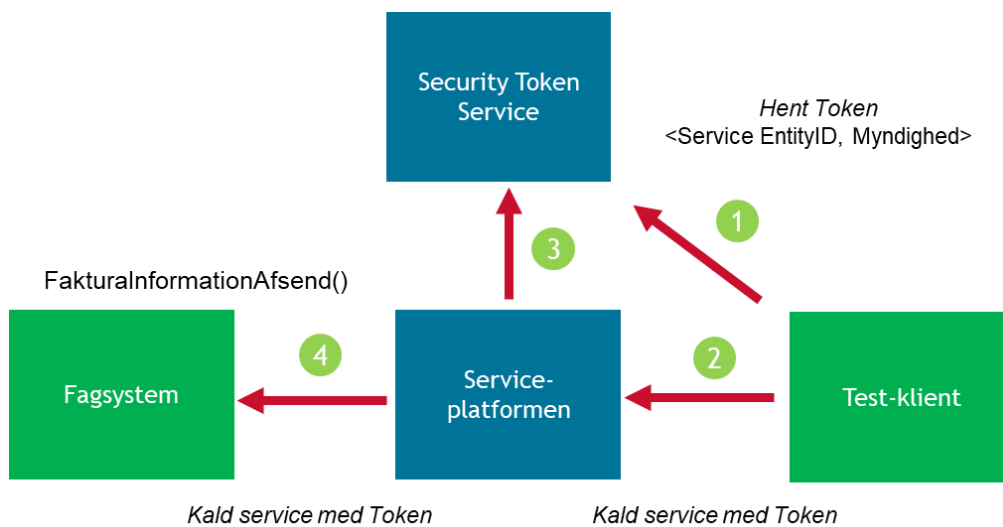 Security Token
Service
Hent Token
<Service EntityID, Myndighed>
1
3
FakturaInformationAfsend()
4
2
Fagsystem
Service-
platformen
Test-klient
Kald service med Token
Kald service med Token